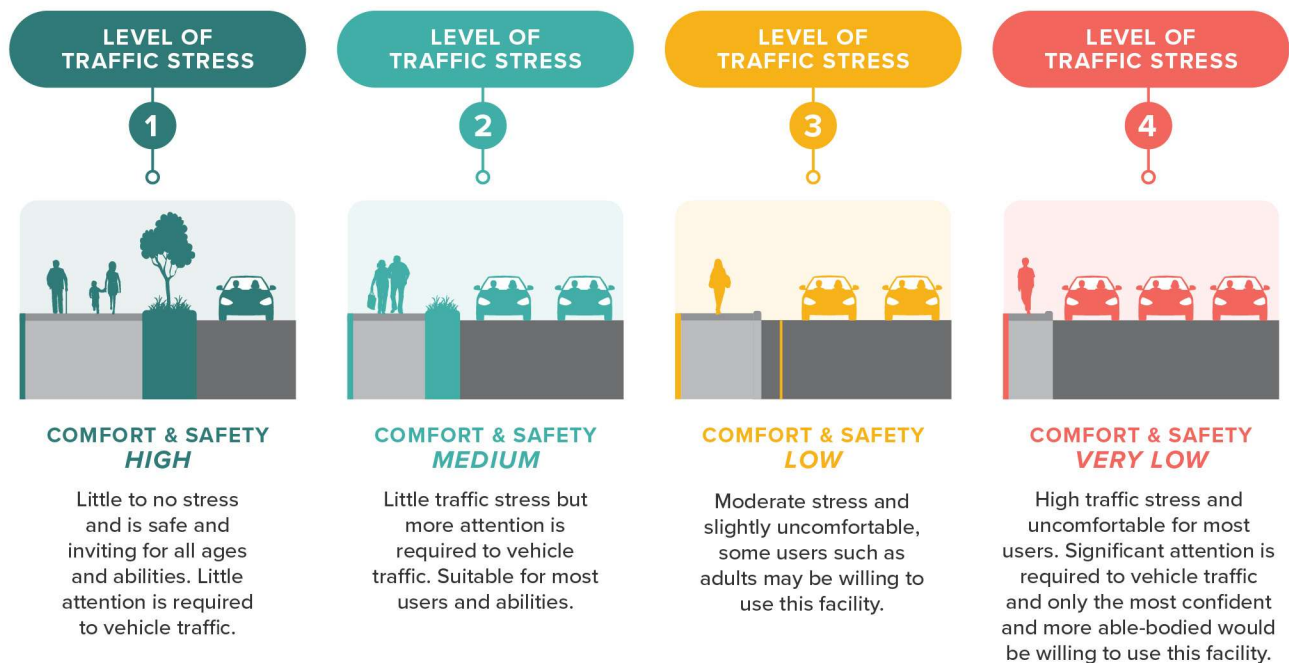 LEVEL OF
TRAFFIC STRESS
1
COMFORT & SAFETY
HIGH
Little to no stress
and is safe and
inviting for all ages
and abilities. Little
attention is required
to vehicle traffic.
LEVEL OF
TRAFFIC STRESS
2
COMFORT & SAFETY
MEDIUM
Little traffic stress but
more attention is
required to vehicle
traffic. Suitable for most
users and abilities.
LEVEL OF
TRAFFIC STRESS
3
COMFORT & SAFETY
LOW
Moderate stress and
slightly uncomfortable,
some users such as
adults may be willing to
use this facility.
LEVEL OF
TRAFFIC STRESS
4
COMFORT & SAFETY
VERY LOW
High traffic stress and
uncomfortable for most
users. Significant attention is
required to vehicle traffic
and only the most confident
and more able-bodied would
be willing to use this facility.